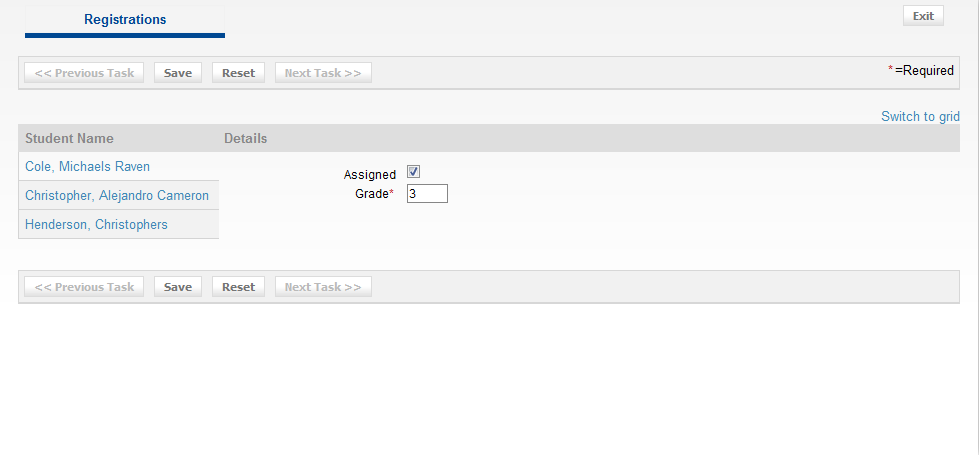 Registrations
Exit
<< Previous Task Save Reset Next Task >>
* =Required
Switch to grid
Student Name Details
Cole, Michaels Raven
Assigned
Christopher, Alejandro Cameron
Grade* 3
Henderson, Christophers
<< Previous Task Save Reset Next Task >>